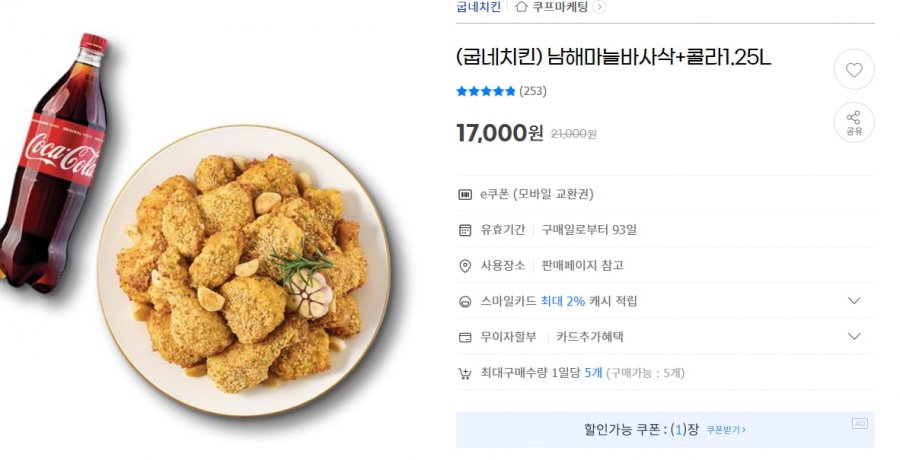 굽네치킨 쿠프마케팅
(굽네치킨) 남해마늘바사삭+콜라1.25L
(253)
17,000원 21,000원
공유
e쿠폰 (모바일 교환권)
유효기간 구매일로부터 93일
사용장소 판매페이지 참고
스마일카드 최대 2% 캐시 적립
무이자할부 카드추가혜택
최대구매수량 1일당 5개 (구매가능 : 5개)
할인가능 쿠폰 : (1)장 쿠폰받기
AD
ORIGINAL TASTE
Coca-Cola